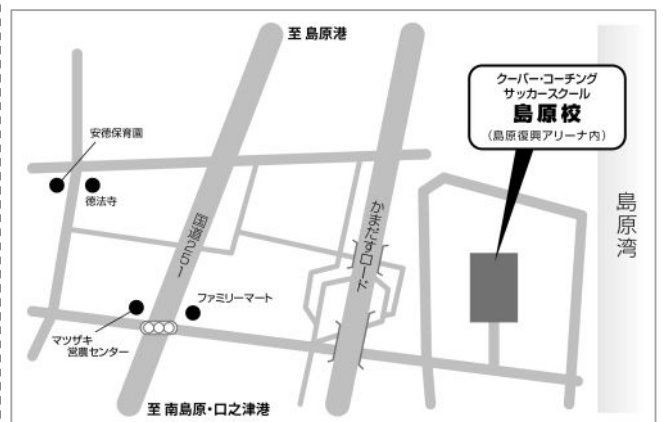 至 島原港
クーバー・コーチング
サッカースクール
島原校
(島原復興アリーナ内)
安徳保育園
徳法寺
国道251
がまだすロード
島原湾
ファミリーマート
マツザキ
営農センター
至 南島原・口之津港